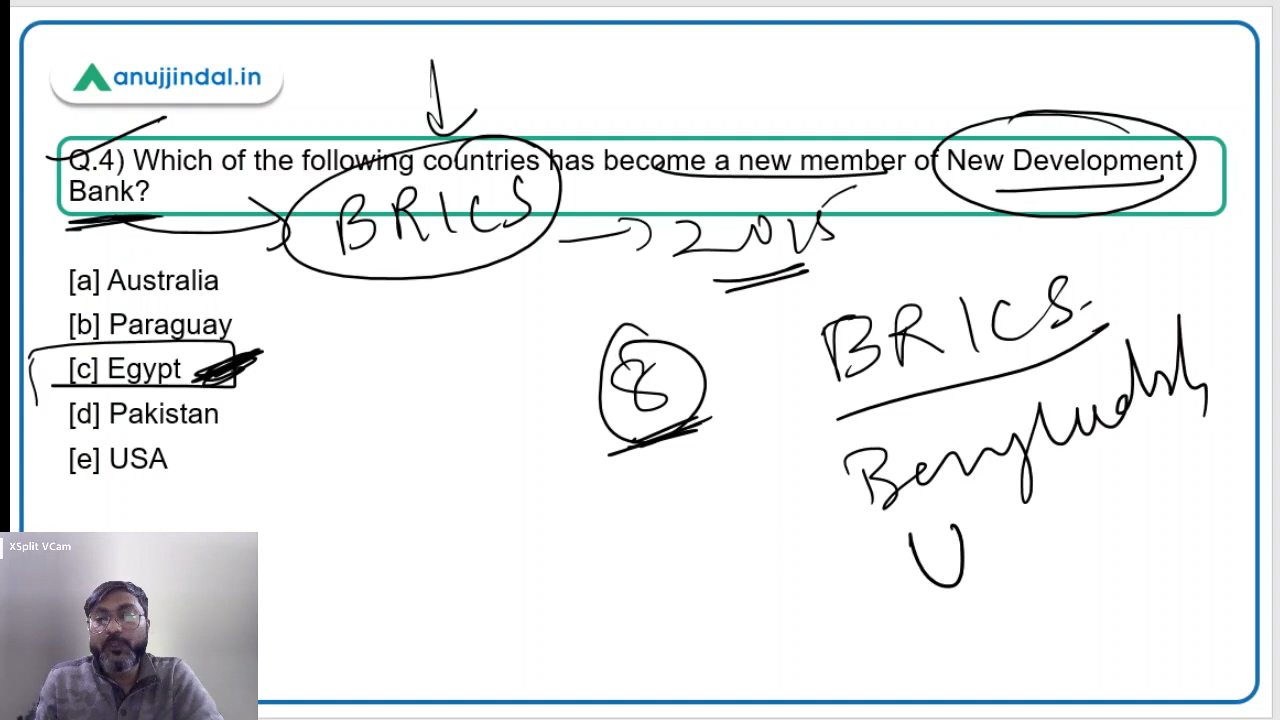 anujjindal.in
Q.4) Which of the following countries has become a new member of New Development
Bank?
BRICS
2015
[a] Australia
[b] Paraguay
[c] Egypt
[d] Pakistan
[e] USA
8
BRICS
Bangladesh,
U
XSplit VCam